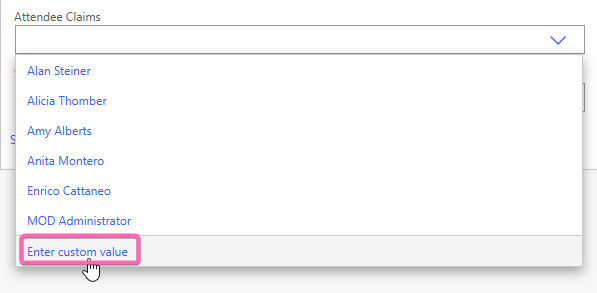 Attendee Claims
Alan Steiner
Alicia Thomber
Amy Alberts
Anita Montero
Enrico Cattaneo
MOD Administrator
Enter custom value